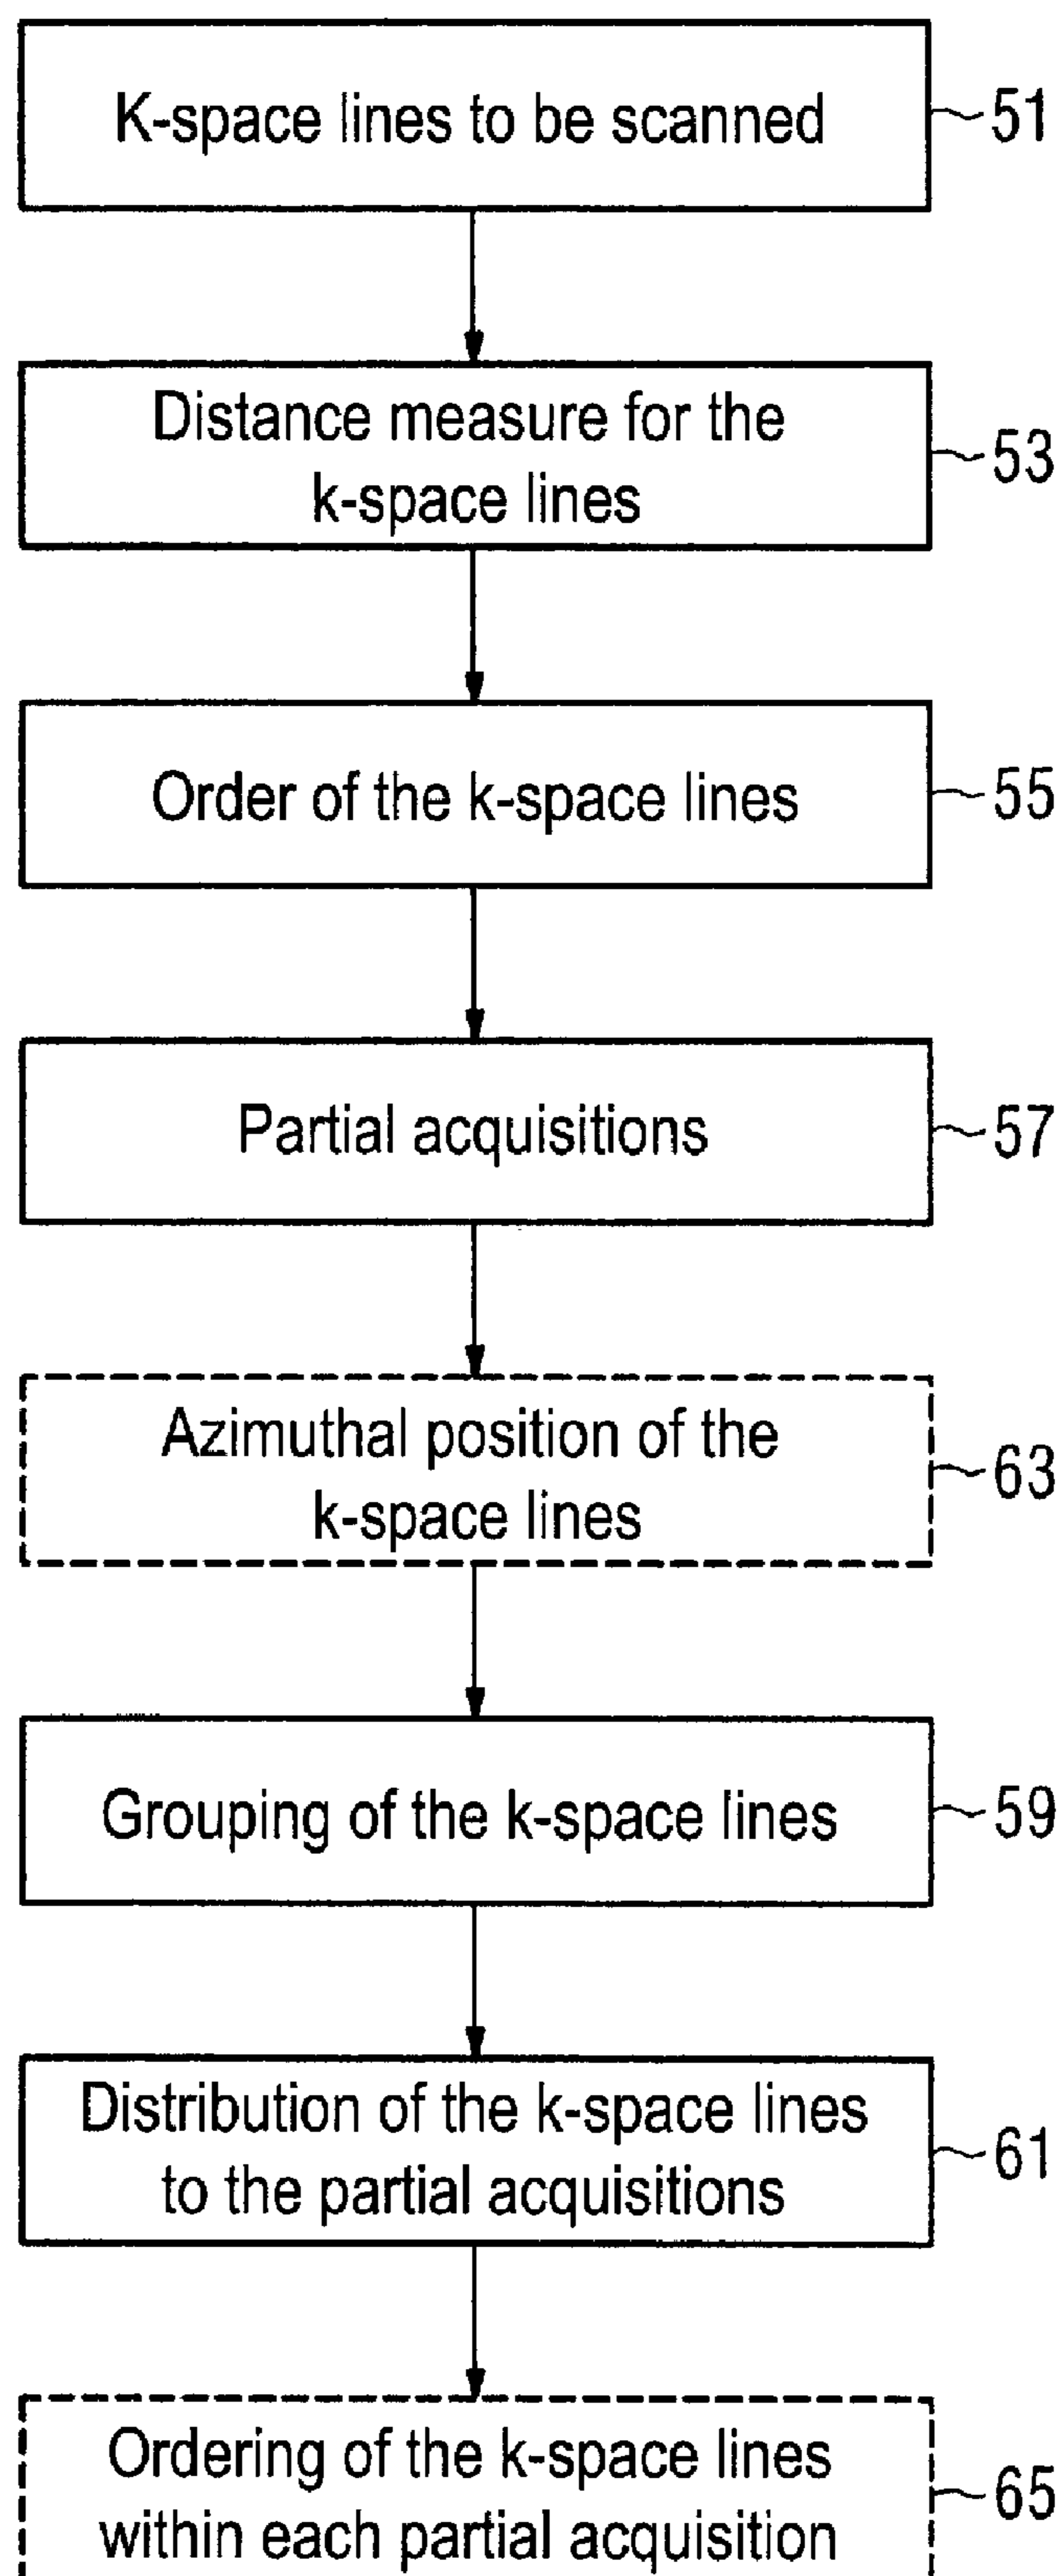 K-space lines to be scanned
51
Distance measure for the
k-space lines
53
Order of the k-space lines
55
Partial acquisitions
57
Azimuthal position of the
k-space lines
63
Grouping of the k-space lines
59
Distribution of the k-space lines
to the partial acquisitions
61
Ordering of the k-space lines
within each partial acquisition
65